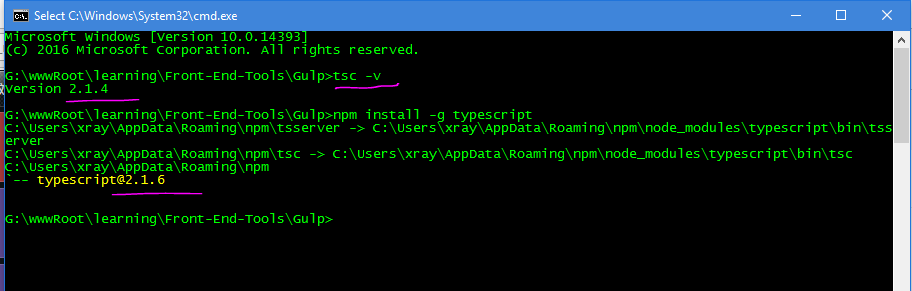 Select C:\Windows\System32\cmd.exe
Microsoft Windows [Version 10.0.14393]
(c) 2016 Microsoft Corporation. All rights reserved.
G:\wwwRoot\learning\Front-End-Tools\Gulp>tsc -v
Version 2.1.4
G:\wwwRoot\learning\Front-End-Tools\Gulp>npm install -g typescript
C:\Users\xray\AppData\Roaming\npm\tsserver -> C:\Users\xray\AppData\Roaming\npm\node_modules\typescript\bin\tss
erver
C:\Users\xray\AppData\Roaming\npm\tsc -> C:\Users\xray\AppData\Roaming\npm\node_modules\typescript\bin\tsc
C:\Users\xray\AppData\Roaming\npm
`-- typescript@2.1.6
G:\wwwRoot\learning\Front-End-Tools\Gulp>